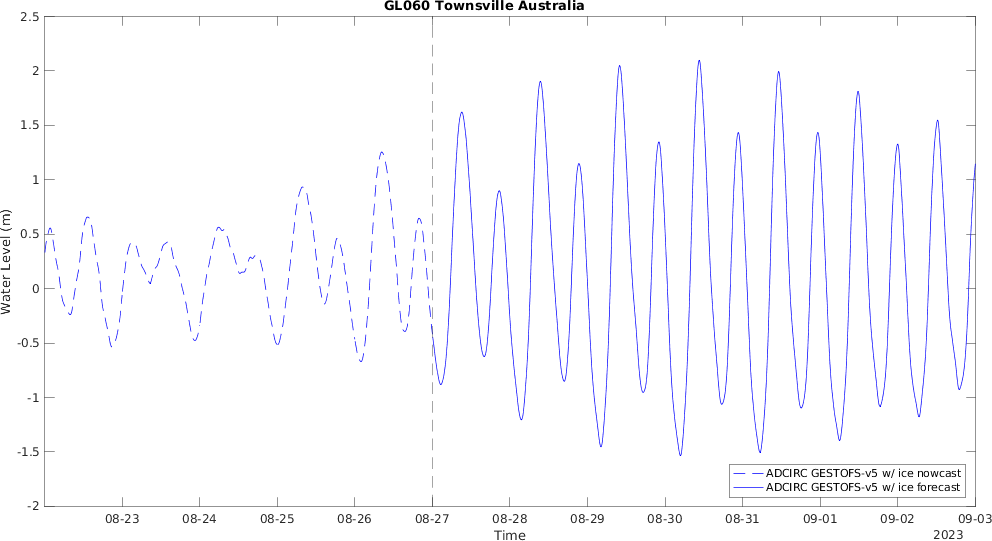 GL060 Townsville Australia
2.5
2
1.5
1
0.5
0
-0.5
-1
-1.5
-2
Water Level (m)
ADCIRC GESTOFS-v5 w/ ice nowcast
ADCIRC GESTOFS-v5 w/ ice forecast
08-23 08-24 08-25 08-26 08-27 08-28 08-29 08-30 08-31 09-01 09-02 09-03
Time
2023